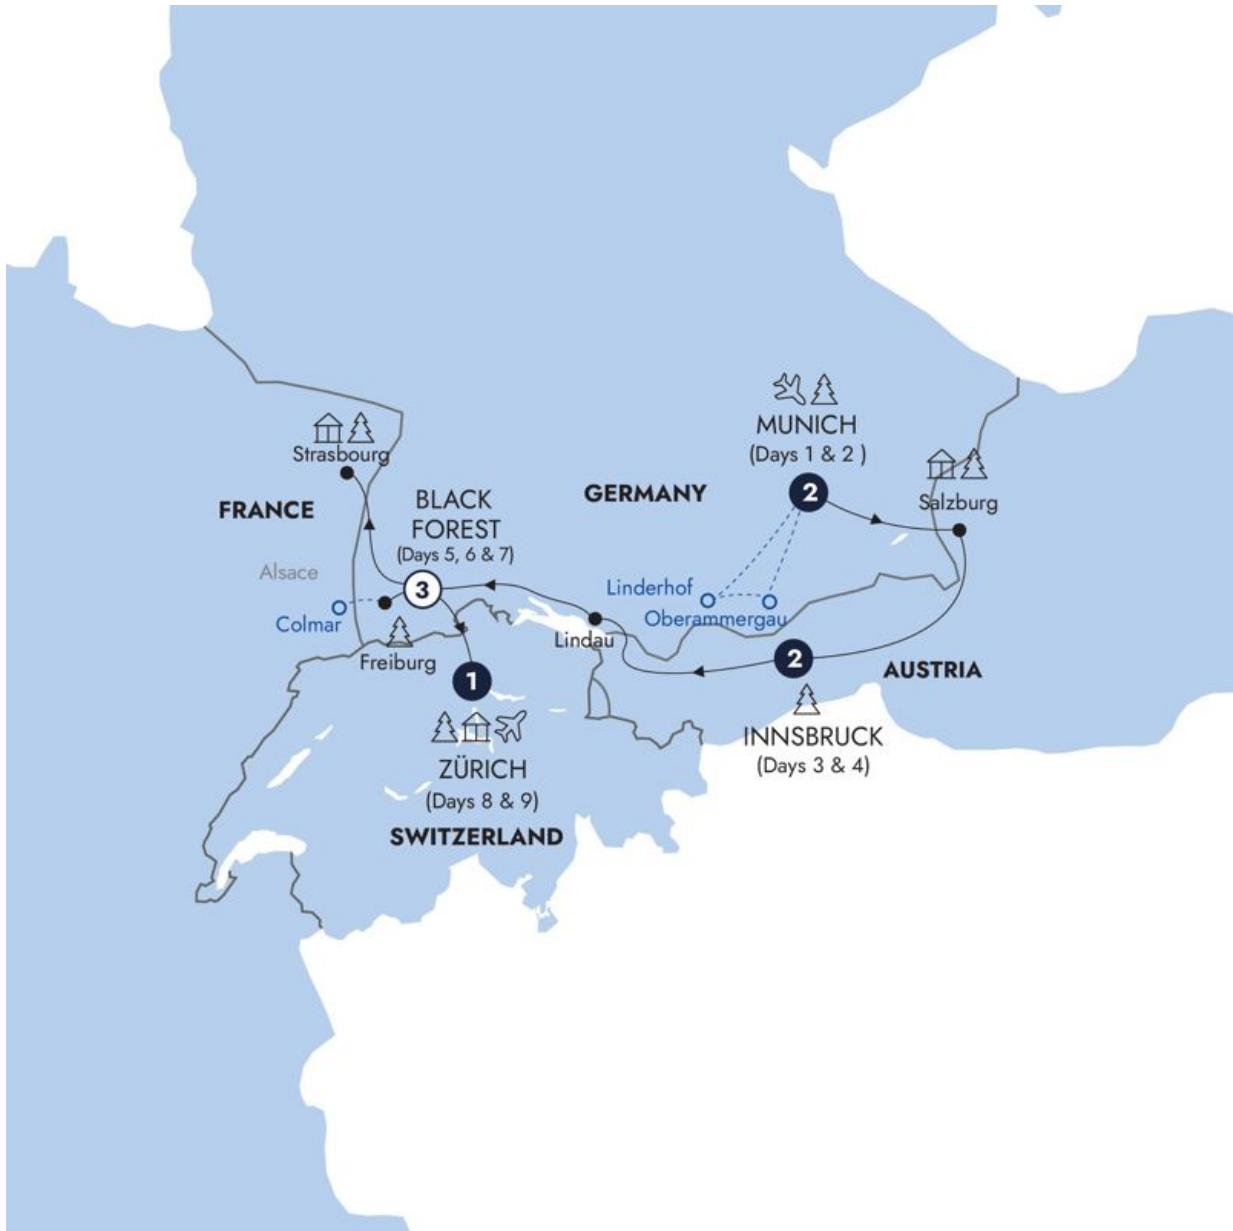 MUNICH
(Days 1 & 2 )
2
Strasbourg
Salzburg
GERMANY
FRANCE
BLACK
FOREST
(Days 5, 6 & 7)
3
Alsace
Colmar
Freiburg
Linderhof
Oberammergau
Lindau
2
AUSTRIA
INNSBRUCK
(Days 3 & 4)
1
ZÜRICH
(Days 8 & 9)
SWITZERLAND